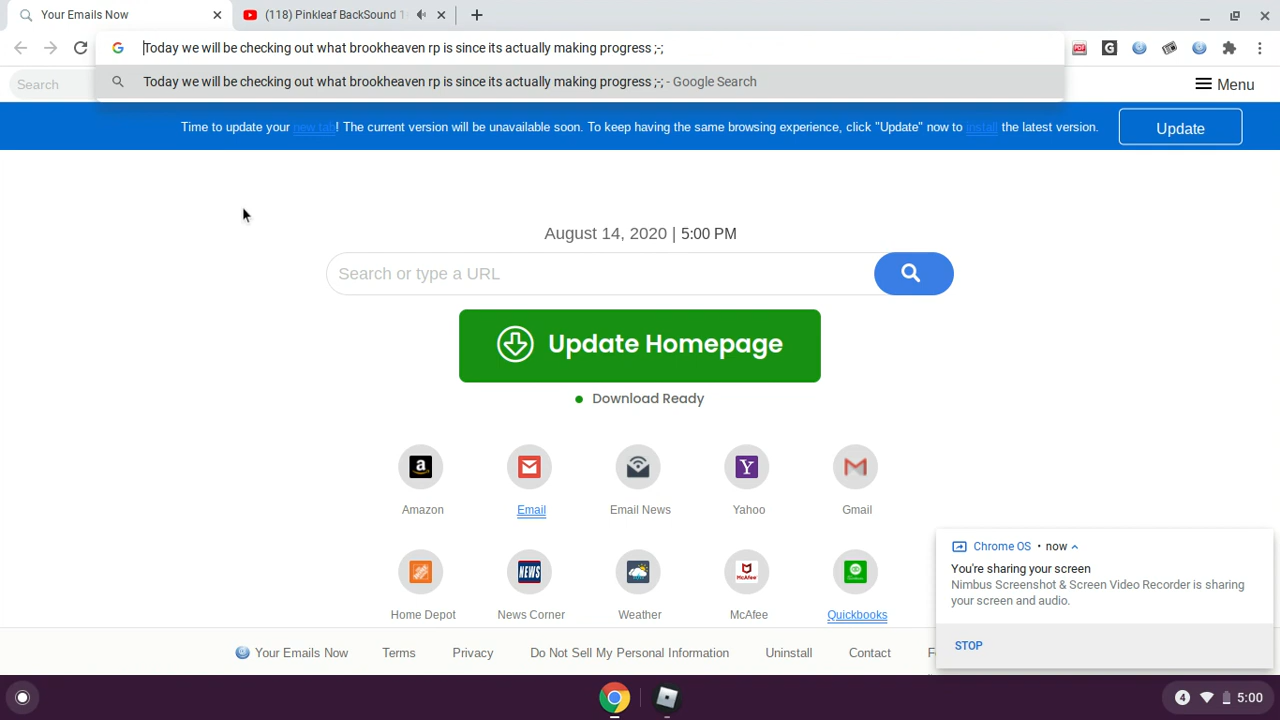 Your Emails Now
(118) Pinkleaf BackSound
Today we will be checking out what brookheaven rp is since its actually making progress ;-;
Today we will be checking out what brookheaven rp is since its actually making progress ;-; - Google Search
Search
Menu
Time to update your new tab! The current version will be unavailable soon. To keep having the same browsing experience, click "Update" now to install the latest version.
Update
August 14, 2020 | 5:00 PM
Search or type a URL
Update Homepage
Download Ready
Amazon
Email
Email News
Yahoo
Gmail
Home Depot
News Corner
Weather
McAfee
Quickbooks
Chrome OS • now
You're sharing your screen
Nimbus Screenshot & Screen Video Recorder is sharing
your screen and audio.
STOP
Your Emails Now
Terms
Privacy
Do Not Sell My Personal Information
Uninstall
Contact
4
5:00